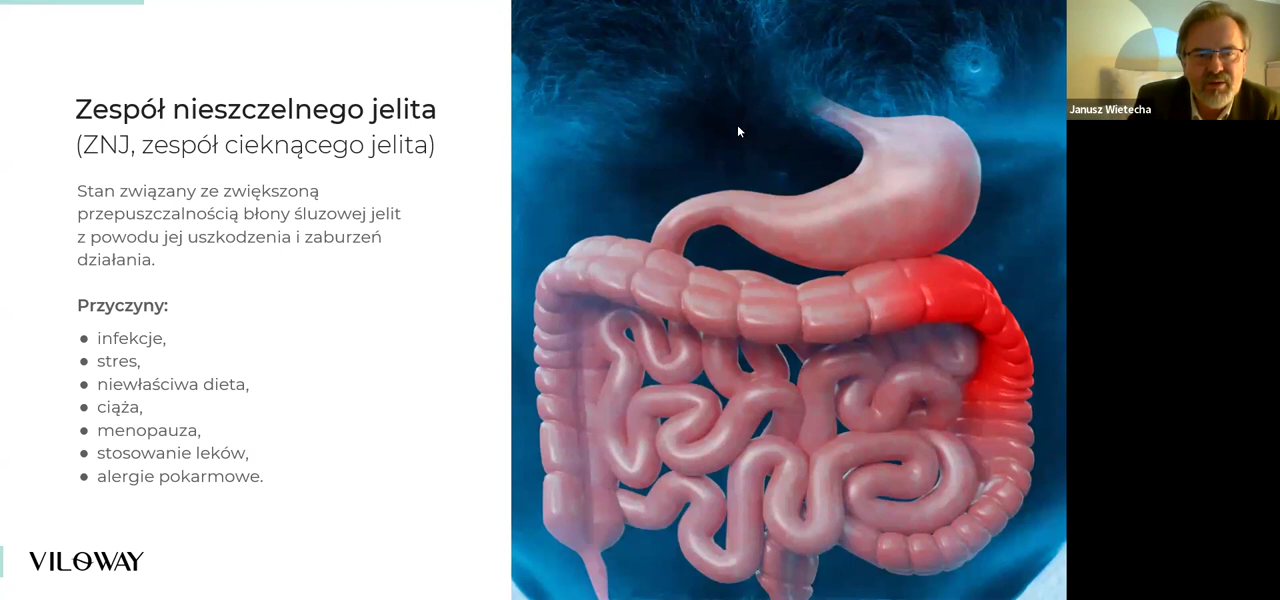 Zespół nieszczelnego jelita
(ZNJ, zespół cieknącego jelita)
Stan związany ze zwiększoną
przepuszczalnością błony śluzowej jelit
z powodu jej uszkodzenia i zaburzeń
działania.
Przyczyny:
● infekcje,
● stres,
● niewłaściwa dieta,
● ciąża,
● menopauza,
● stosowanie leków,
● alergie pokarmowe.
VILOWAY
Janusz Wietecha